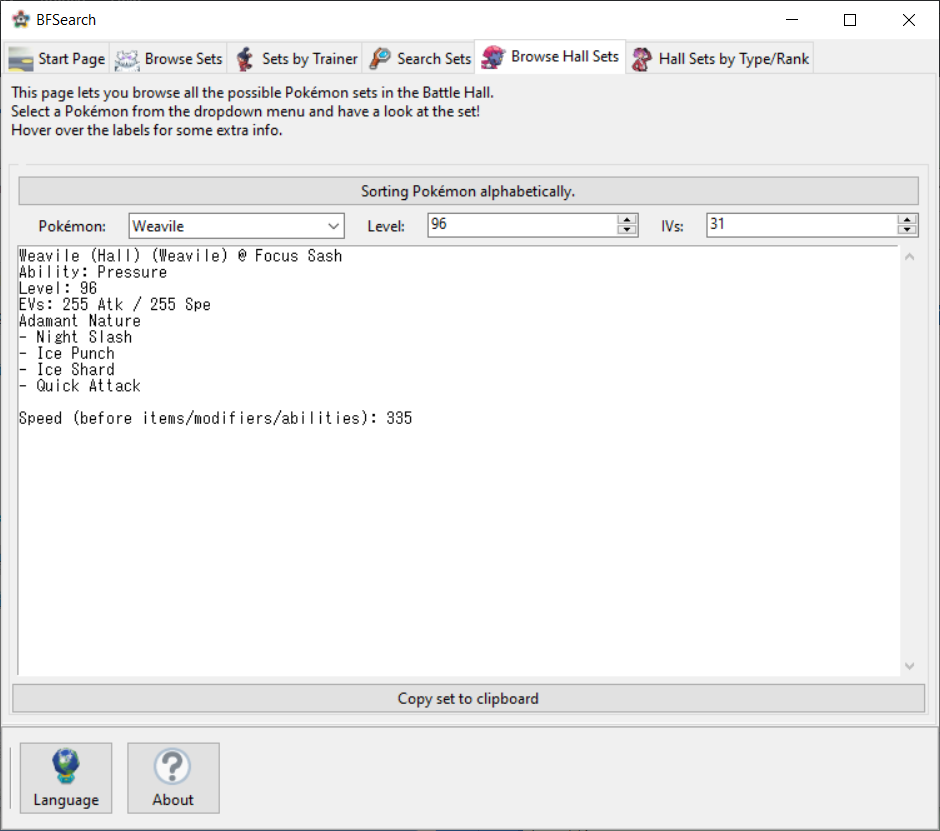 BFSearch
Start Page Browse Sets Sets by Trainer Search Sets Browse Hall Sets Hall Sets by Type/Rank
This page lets you browse all the possible Pokémon sets in the Battle Hall.
Select a Pokémon from the dropdown menu and have a look at the set!
Hover over the labels for some extra info.
Sorting Pokémon alphabetically.
Pokémon: Weavile Level: 96 IVs: 31
Weavile (Hall) (Weavile) @ Focus Sash
Ability: Pressure
Level: 96
EVs: 255 Atk / 255 Spe
Adamant Nature
- Night Slash
- Ice Punch
- Ice Shard
- Quick Attack
Speed (before items/modifiers/abilities): 335
Copy set to clipboard
Language About